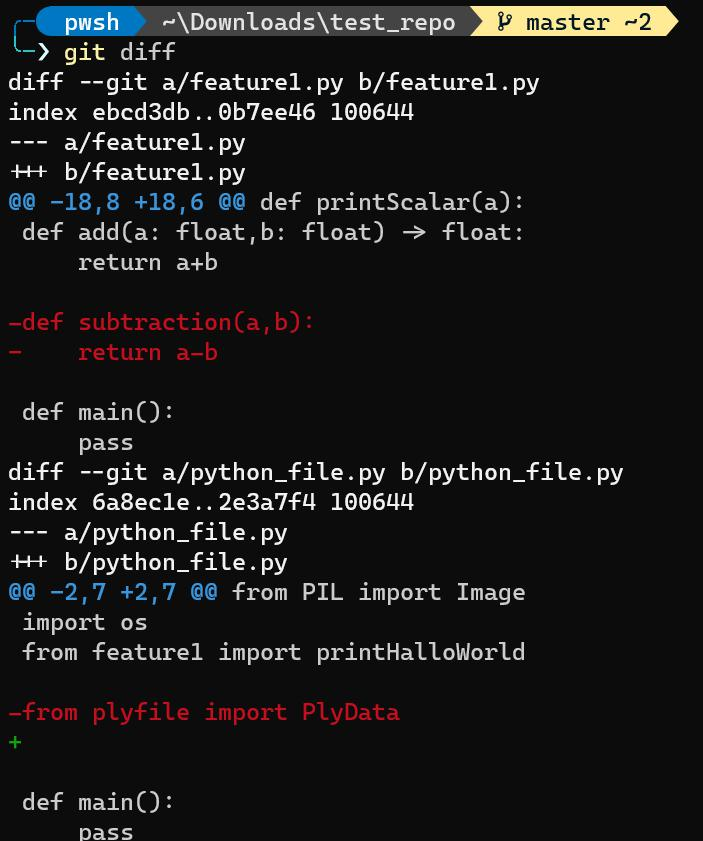 pwsh ~\Downloads\test_repo master ~2
❯ git diff
diff --git a/feature1.py b/feature1.py
index ebcd3db..0b7ee46 100644
--- a/feature1.py
+++ b/feature1.py
@@ -18,8 +18,6 @@ def printScalar(a):
 def add(a: float,b: float) -> float:
     return a+b

-def subtraction(a,b):
-    return a-b

 def main():
     pass
diff --git a/python_file.py b/python_file.py
index 6a8ec1e..2e3a7f4 100644
--- a/python_file.py
+++ b/python_file.py
@@ -2,7 +2,7 @@ from PIL import Image
 import os
 from feature1 import printHalloWorld

-from plyfile import PlyData
+

 def main():
     pass